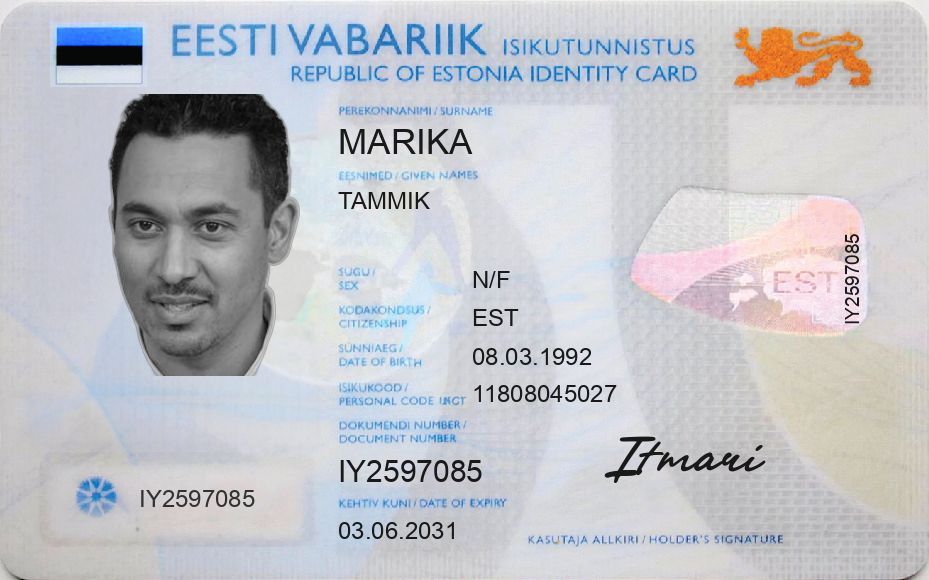 EESTI VABARIIK ISIKUTUNNISTUS
REPUBLIC OF ESTONIA IDENTITY CARD
PEREKONNANIMI / SURNAME
MARIKA
EESNIMED / GIVEN NAMES
TAMMIK
SUGU / SEX
N/F
KODAKONDSUS / CITIZENSHIP
EST
SÜNNIAEG / DATE OF BIRTH
08.03.1992
ISIKUKOOD / PERSONAL CODE
11808045027
DOKUMENDI NUMBER / DOCUMENT NUMBER
IY2597085
KEHTIV KUNI / DATE OF EXPIRY
03.06.2031
IY2597085
EST
IY2597085
Itmari
KASUTAJA ALLKIRI / HOLDER'S SIGNATURE